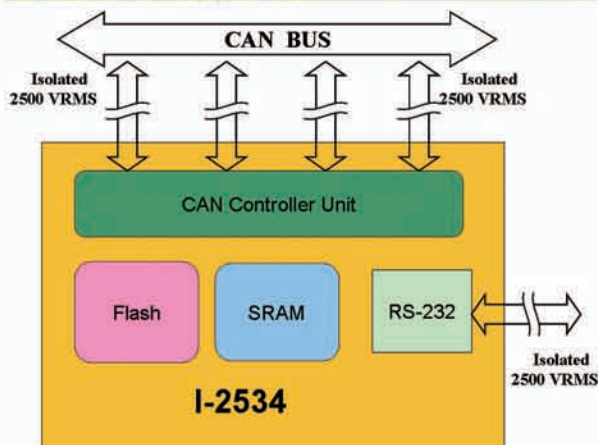 CAN BUS
Isolated
2500 VRMS
Isolated
2500 VRMS
CAN Controller Unit
Flash
SRAM
RS-232
Isolated
2500 VRMS
I-2534